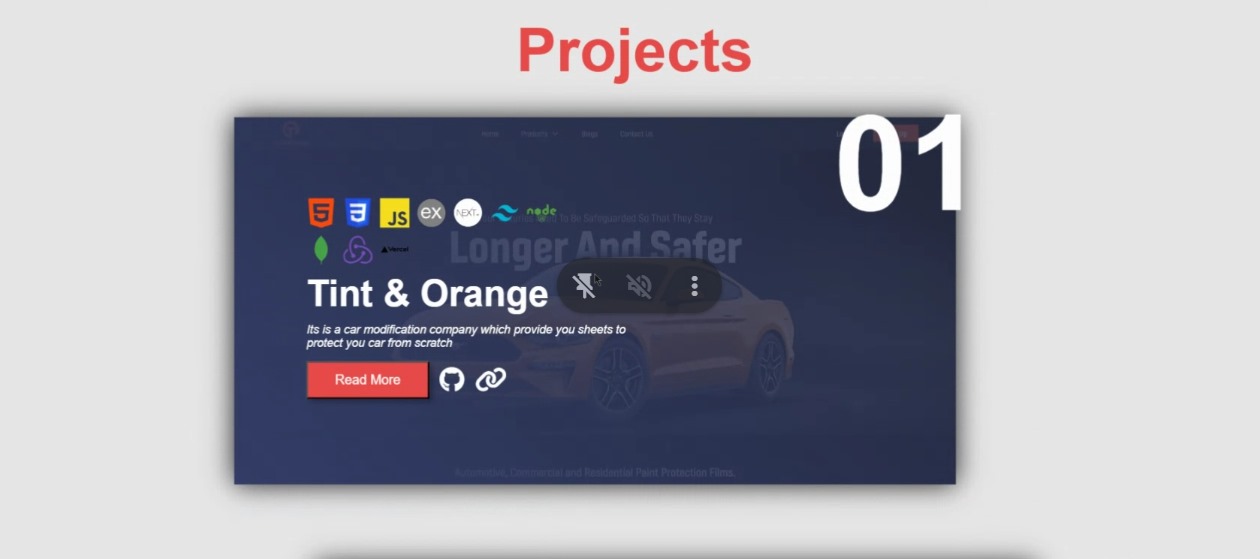 Projects
01
Home Products Blogs Contact Us
JS ex NEXT node
To Be Safeguarded So That They Stay
Longer And Safer
Vercel
Tint & Orange
Its is a car modification company which provide you sheets to
protect you car from scratch
Read More
Automotive, Commercial and Residential Paint Protection Films.